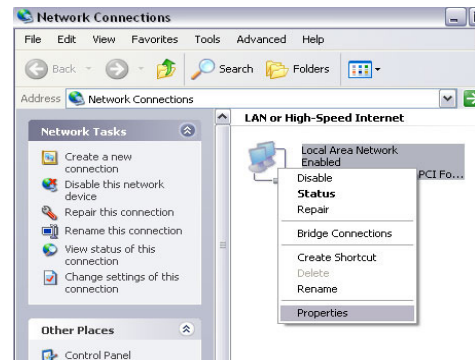 Network Connections
File Edit View Favorites Tools Advanced Help
Back Search Folders
Address Network Connections
Network Tasks
Create a new
connection
Disable this network
device
Repair this connection
Rename this connection
View status of this
connection
Change settings of this
connection
Other Places
Control Panel
LAN or High-Speed Internet
Local Area Network
Enabled
PCI Fo...
Disable
Status
Repair
Bridge Connections
Create Shortcut
Delete
Rename
Properties